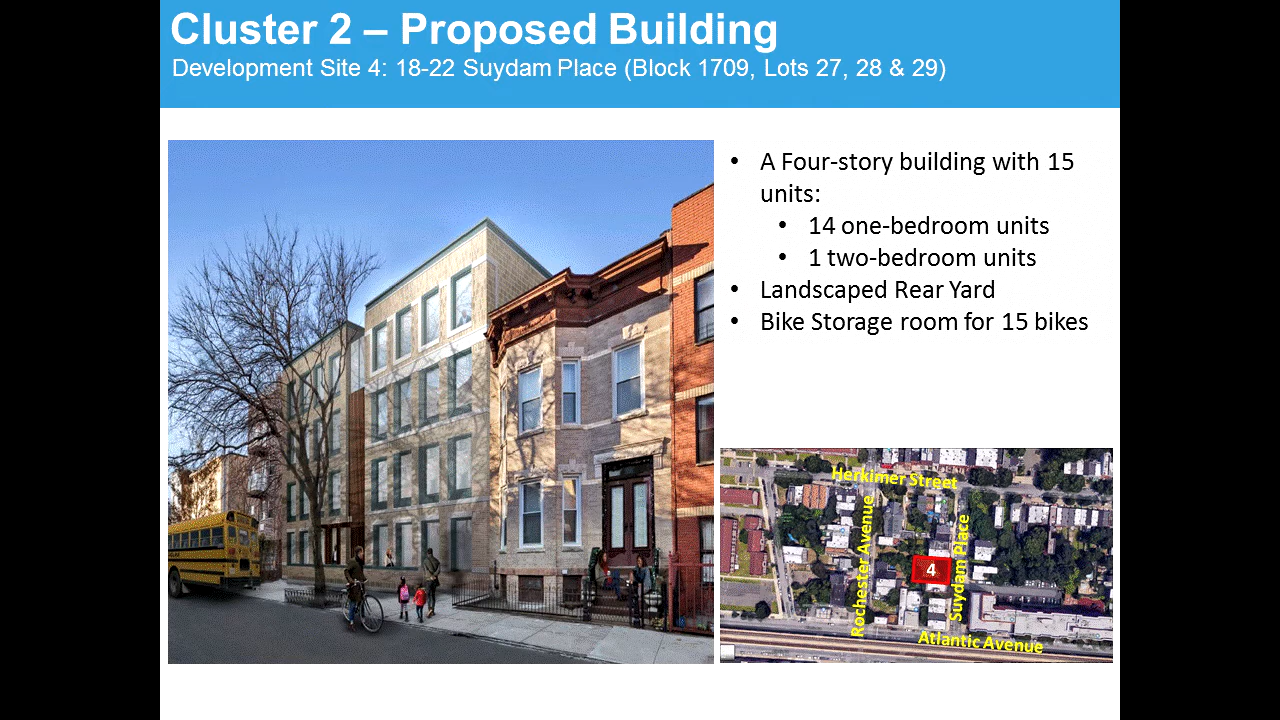 Cluster 2 – Proposed Building
Development Site 4: 18-22 Suydam Place (Block 1709, Lots 27, 28 & 29)
• A Four-story building with 15
units:
• 14 one-bedroom units
• 1 two-bedroom units
• Landscaped Rear Yard
• Bike Storage room for 15 bikes
Herkimer Street
Rochester Avenue
Suydam Place
4
Atlantic Avenue